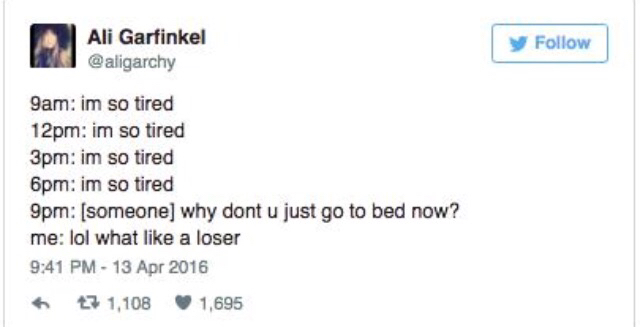 Ali Garfinkel
@aligarchy
Follow
9am: im so tired
12pm: im so tired
3pm: im so tired
6pm: im so tired
9pm: [someone] why dont u just go to bed now?
me: lol what like a loser
9:41 PM - 13 Apr 2016
1,108 1,695